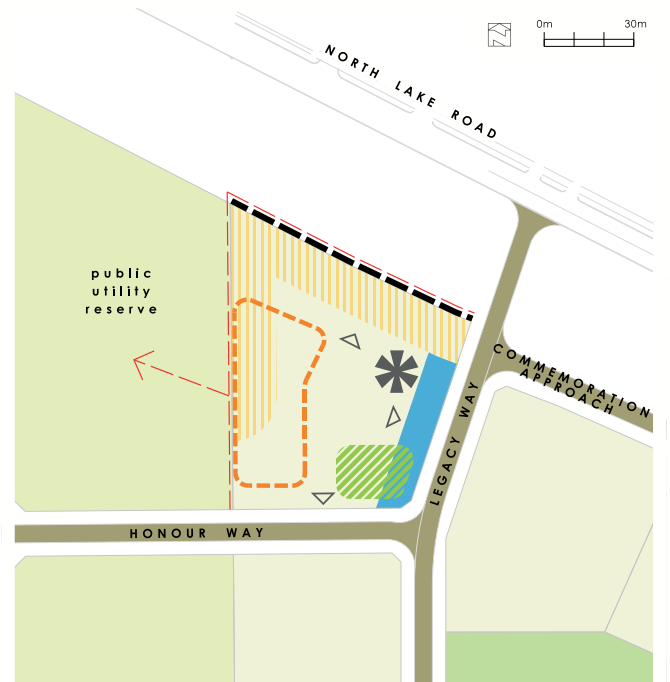 0m 30m
NORTH LAKE ROAD
public
utility
reserve
COMMEMORATION
APPROACH
LEGACY WAY
HONOUR WAY